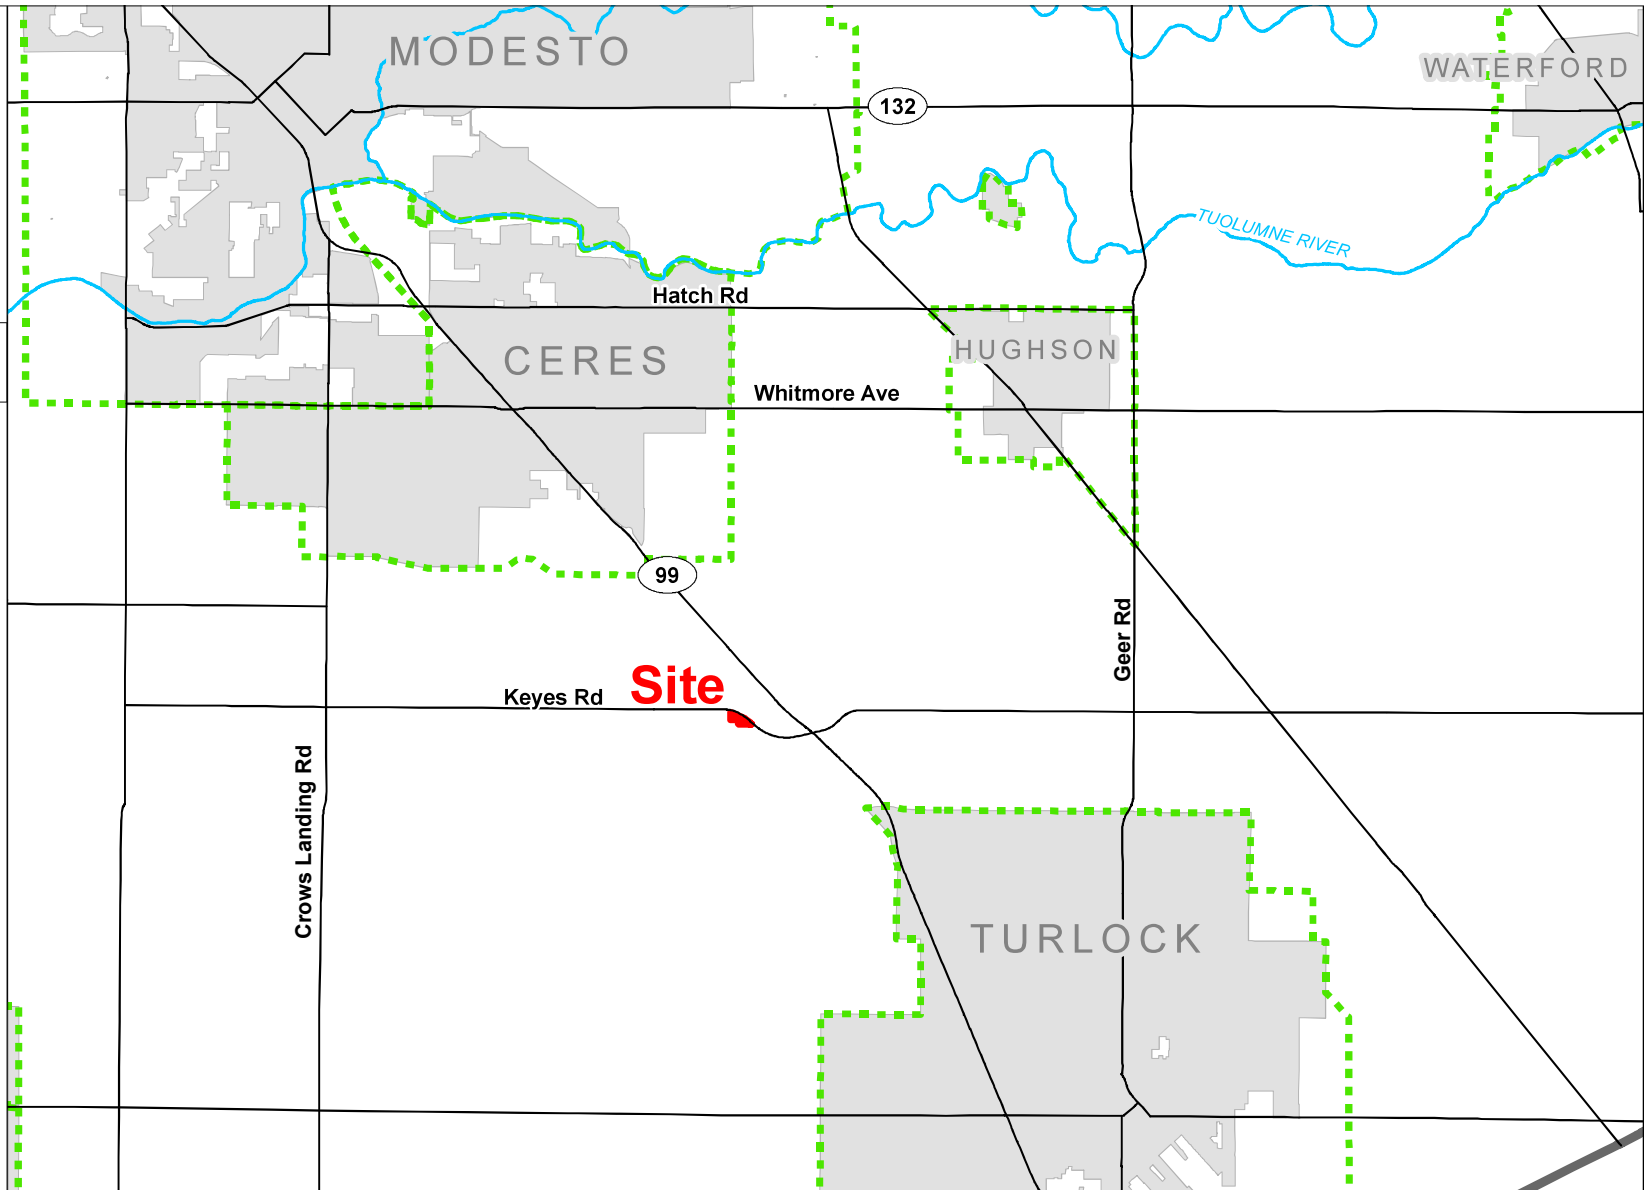 MODESTO
WATERFORD
132
TUOLUMNE RIVER
Hatch Rd
CERES
HUGHSON
Whitmore Ave
99
Geer Rd
Site
Keyes Rd
Crows Landing Rd
TURLOCK